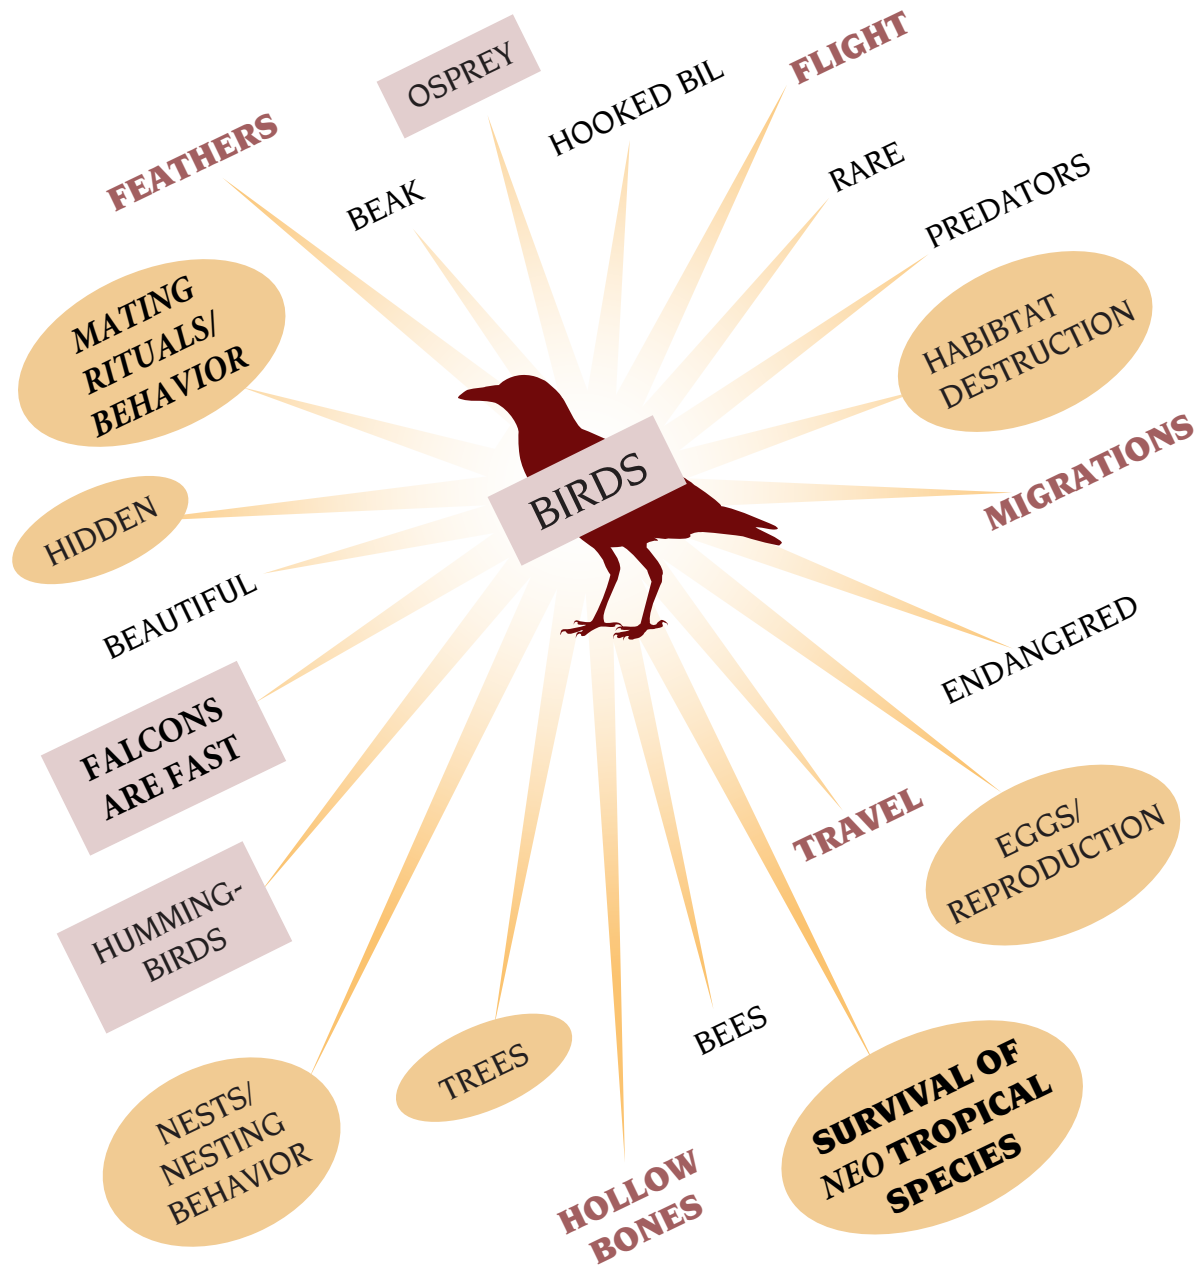 OSPREY
HOOKED BIL
FLIGHT
FEATHERS
BEAK
RARE
PREDATORS
MATING
RITUALS/
BEHAVIOR
HABIBTAT
DESTRUCTION
MIGRATIONS
BIRDS
HIDDEN
BEAUTIFUL
ENDANGERED
FALCONS
ARE FAST
TRAVEL
EGGS/
REPRODUCTION
HUMMING-
BIRDS
BEES
TREES
NESTS/
NESTING
BEHAVIOR
SURVIVAL OF
NEO TROPICAL
SPECIES
HOLLOW
BONES